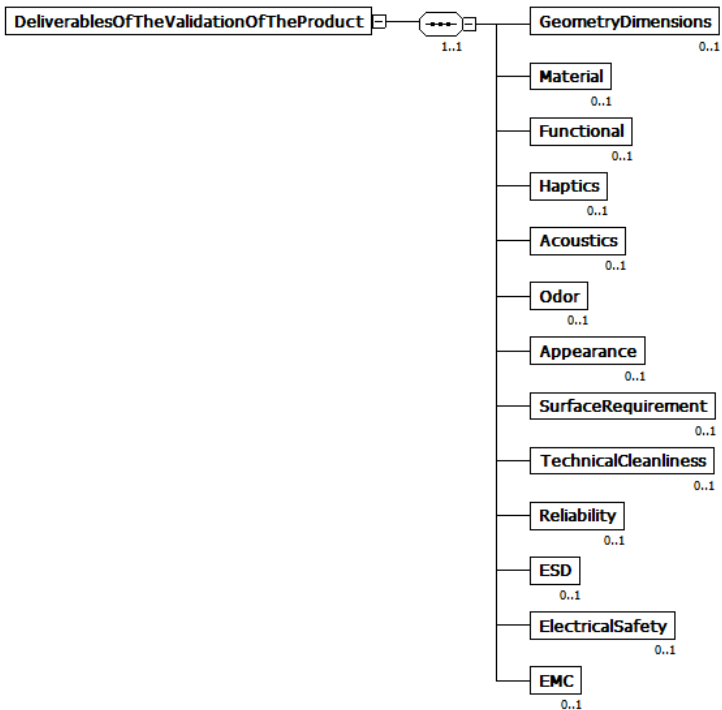 DeliverablesOfTheValidationOfTheProduct
1..1
GeometryDimensions
0..1
Material
0..1
Functional
0..1
Haptics
0..1
Acoustics
0..1
Odor
0..1
Appearance
0..1
SurfaceRequirement
0..1
TechnicalCleanliness
0..1
Reliability
0..1
ESD
0..1
ElectricalSafety
0..1
EMC
0..1